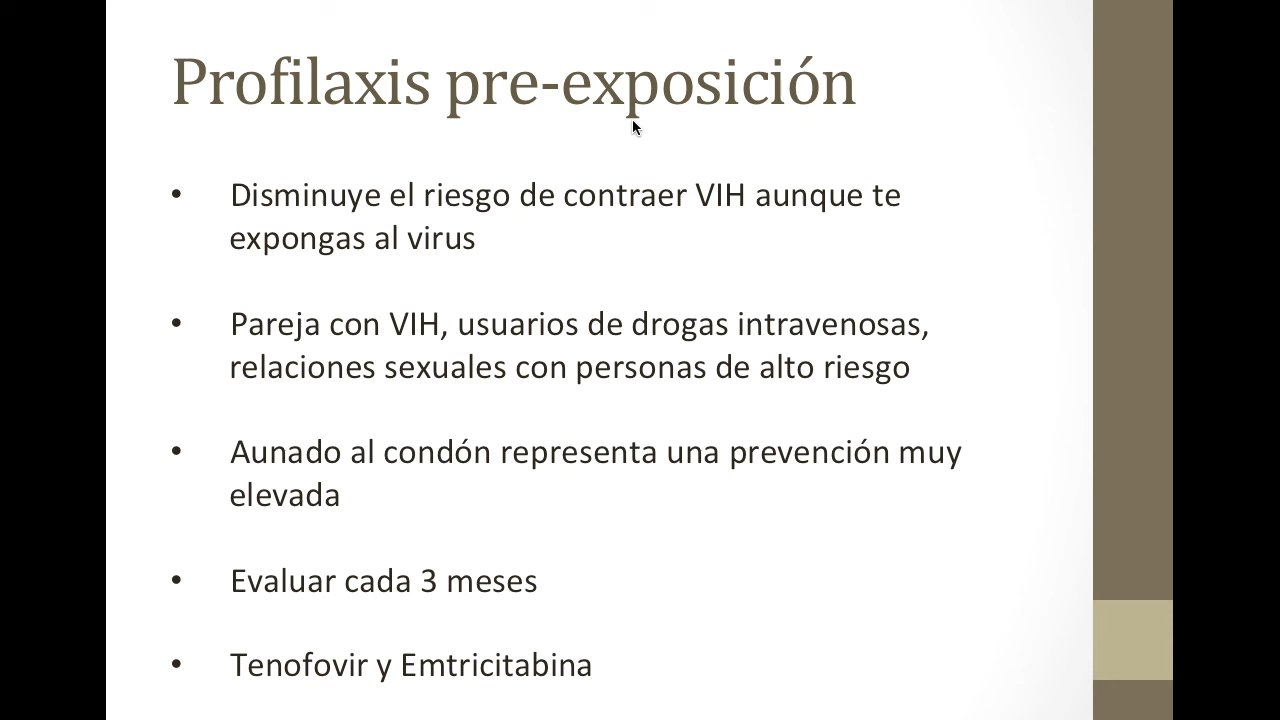 Profilaxis pre-exposición
• Disminuye el riesgo de contraer VIH aunque te
expongas al virus
• Pareja con VIH, usuarios de drogas intravenosas,
relaciones sexuales con personas de alto riesgo
• Aunado al condón representa una prevención muy
elevada
• Evaluar cada 3 meses
• Tenofovir y Emtricitabina